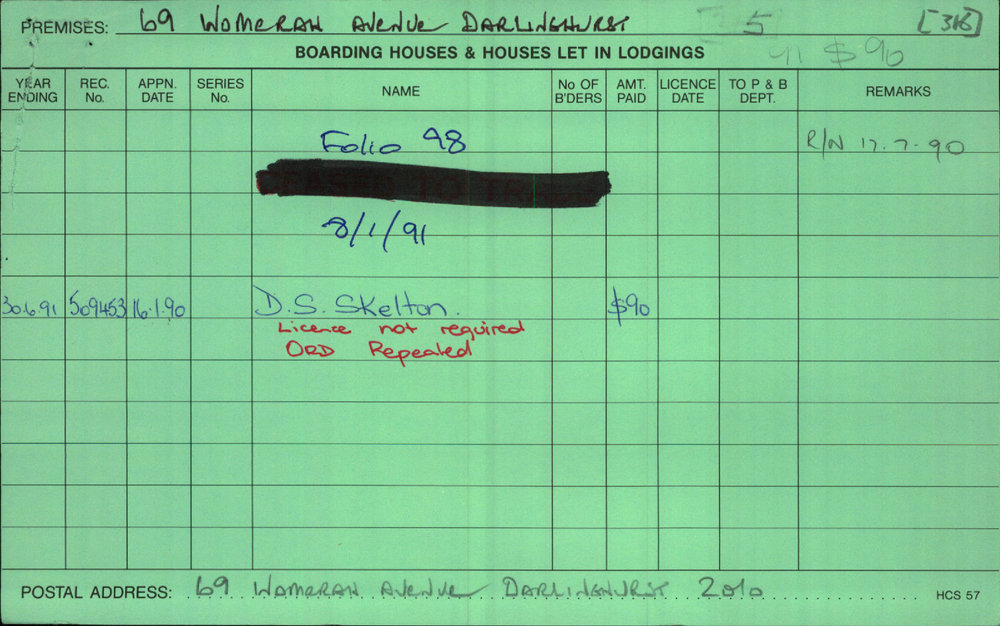 PREMISES: 69 WOMERAH AVENUE DARLINGHURST 5 [316]
BOARDING HOUSES & HOUSES LET IN LODGINGS 91 $90
YEAR ENDING REC. No. APPN. DATE SERIES No. NAME No OF B'DERS AMT. PAID LICENCE DATE TO P & B DEPT. REMARKS
Folio 98 R/N 17.7.90
8/1/91
30.6.91 509453 16.1.90 D.S. Skelton. $90
Licence not required
ORD Repealed
POSTAL ADDRESS: 69 WOMERAH AVENUE DARLINGHURST 2010 HCS 57